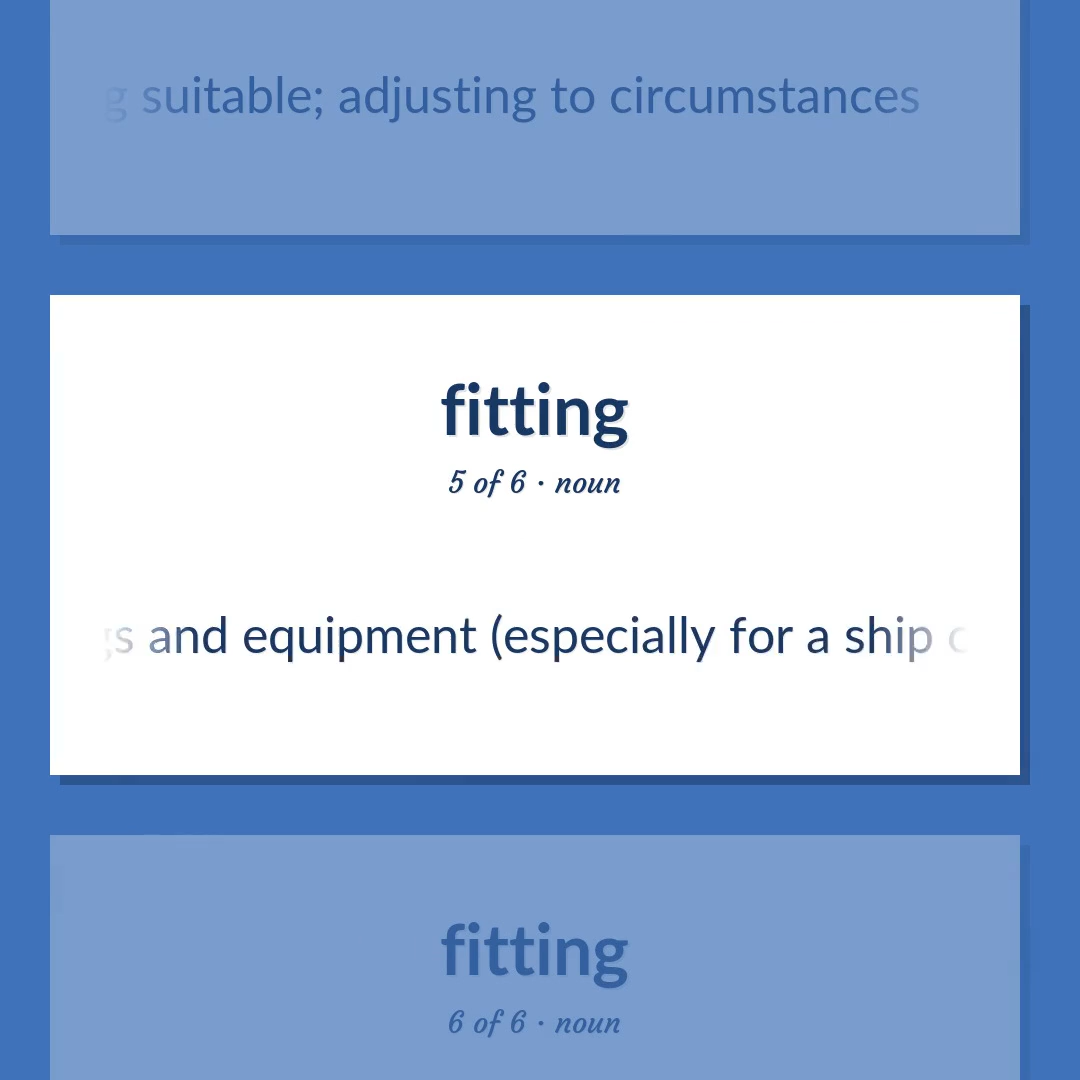 suitable; adjusting to circumstances
fitting
5 of 6 · noun
and equipment (especially for a ship
fitting
6 of 6 · noun